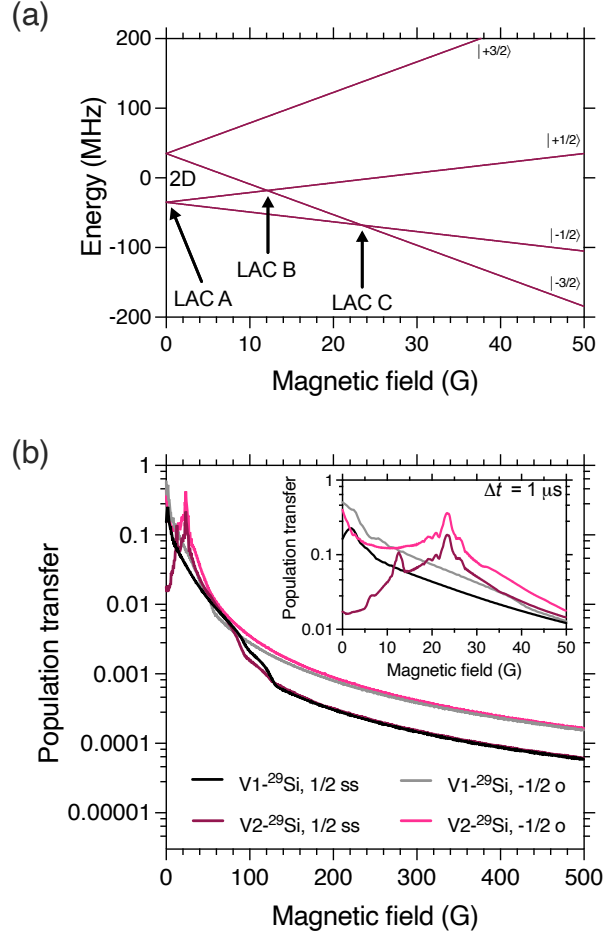 (a)
200
100
0
-100
-200
Energy (MHz)
2D
LAC A
LAC B
LAC C
|+3/2⟩
|+1/2⟩
|-1/2⟩
|-3/2⟩
0 10 20 30 40 50
Magnetic field (G)
(b)
1
0.1
0.01
0.001
0.0001
0.00001
Population transfer
Δt = 1 μs
1
0.1
0.01
Population transfer
0 10 20 30 40 50
Magnetic field (G)
V1-²⁹Si, 1/2 ss
V1-²⁹Si, -1/2 o
V2-²⁹Si, 1/2 ss
V2-²⁹Si, -1/2 o
0 100 200 300 400 500
Magnetic field (G)